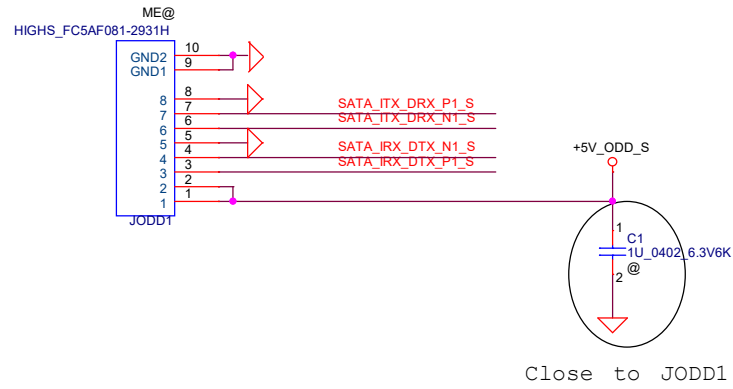 ME@
HIGHS_FC5AF081-2931H
10
GND2
9
GND1
8
8
7
7
SATA_ITX_DRX_P1_S
6
6
SATA_ITX_DRX_N1_S
5
5
4
4
SATA_IRX_DTX_N1_S
3
3
SATA_IRX_DTX_P1_S
2
2
1
1
JODD1
+5V_ODD_S
1
C1
1U_0402_6.3V6K
@
2
Close to JODD1